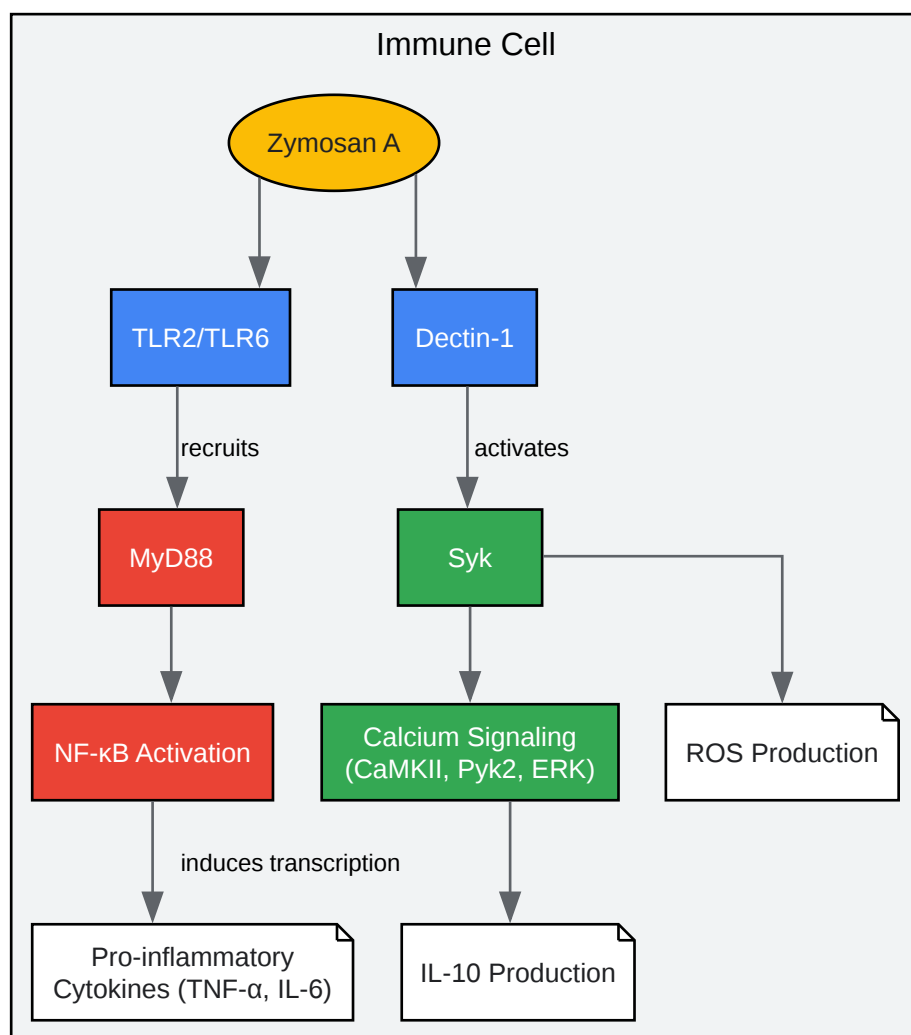 Immune Cell
Zymosan A
TLR2/TLR6
Dectin-1
recruits
activates
MyD88
Syk
NF-κB Activation
Calcium Signaling
(CaMKII, Pyk2, ERK)
ROS Production
induces transcription
Pro-inflammatory
Cytokines (TNF-α, IL-6)
IL-10 Production